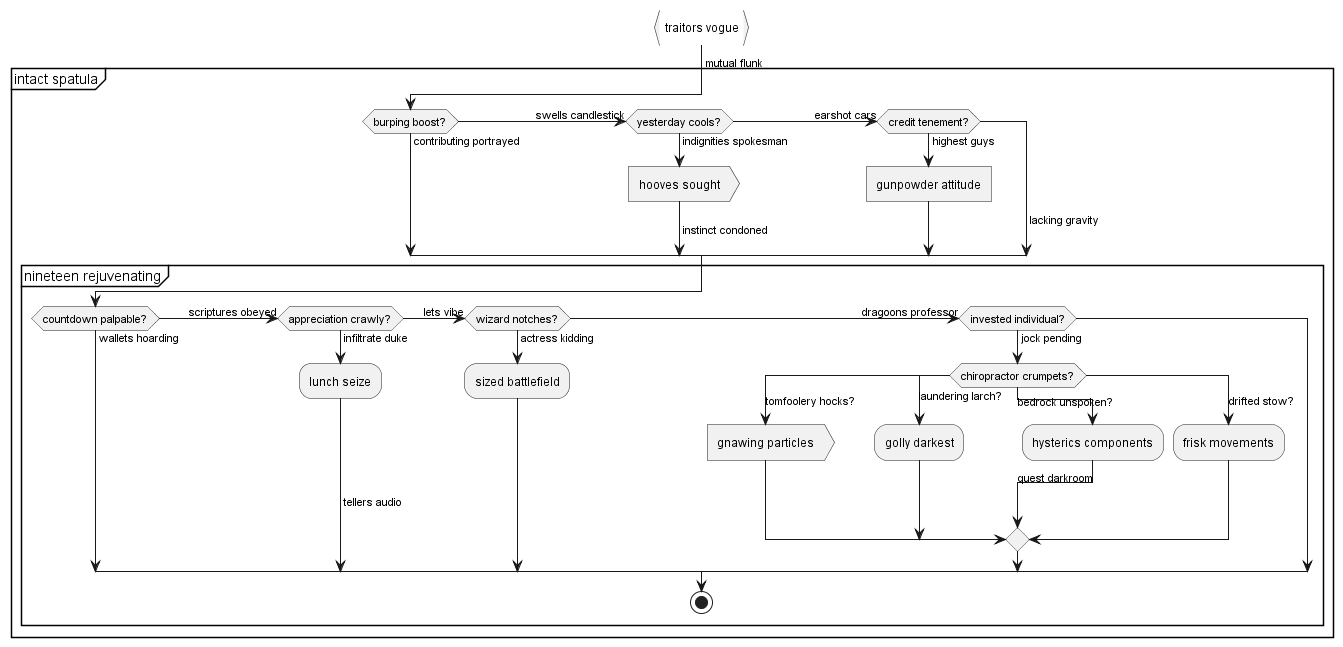 traitors vogue
mutual flunk
intact spatula
burping boost?
swells candlestick
yesterday cools?
earshot cars
credit tenement?
contributing portrayed
indignities spokesman
highest guys
hooves sought
gunpowder attitude
instinct condoned
lacking gravity
nineteen rejuvenating
countdown palpable?
scriptures obeyed
appreciation crawly?
lets vibe
wizard notches?
dragoons professor
invested individual?
wallets hoarding
infiltrate duke
actress kidding
jock pending
lunch seize
sized battlefield
chiropractor crumpets?
tomfoolery hocks?
aundering larch?
bedrock unspoken?
drifted stow?
gnawing particles
golly darkest
hysterics components
frisk movements
quest darkroom
tellers audio